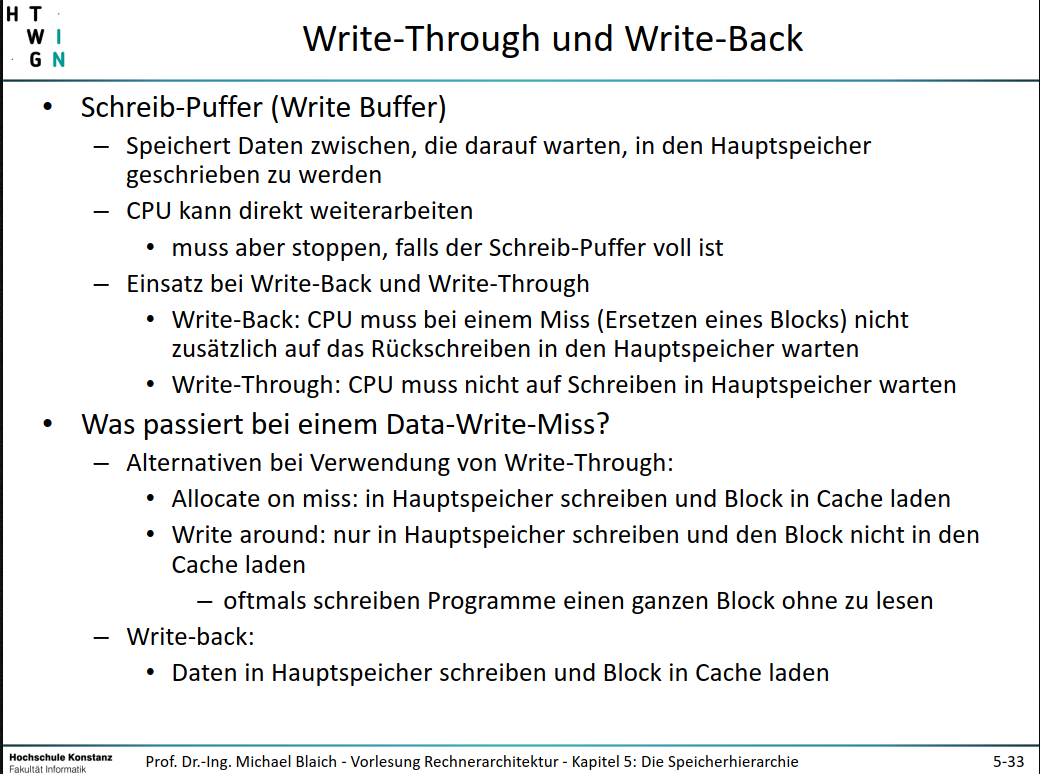 H T
W I
G N
Write-Through und Write-Back
• Schreib-Puffer (Write Buffer)
– Speichert Daten zwischen, die darauf warten, in den Hauptspeicher
geschrieben zu werden
– CPU kann direkt weiterarbeiten
• muss aber stoppen, falls der Schreib-Puffer voll ist
– Einsatz bei Write-Back und Write-Through
• Write-Back: CPU muss bei einem Miss (Ersetzen eines Blocks) nicht
zusätzlich auf das Rückschreiben in den Hauptspeicher warten
• Write-Through: CPU muss nicht auf Schreiben in Hauptspeicher warten
• Was passiert bei einem Data-Write-Miss?
– Alternativen bei Verwendung von Write-Through:
• Allocate on miss: in Hauptspeicher schreiben und Block in Cache laden
• Write around: nur in Hauptspeicher schreiben und den Block nicht in den
Cache laden
– oftmals schreiben Programme einen ganzen Block ohne zu lesen
– Write-back:
• Daten in Hauptspeicher schreiben und Block in Cache laden
Hochschule Konstanz
Fakultät Informatik
Prof. Dr.-Ing. Michael Blaich - Vorlesung Rechnerarchitektur - Kapitel 5: Die Speicherhierarchie
5-33